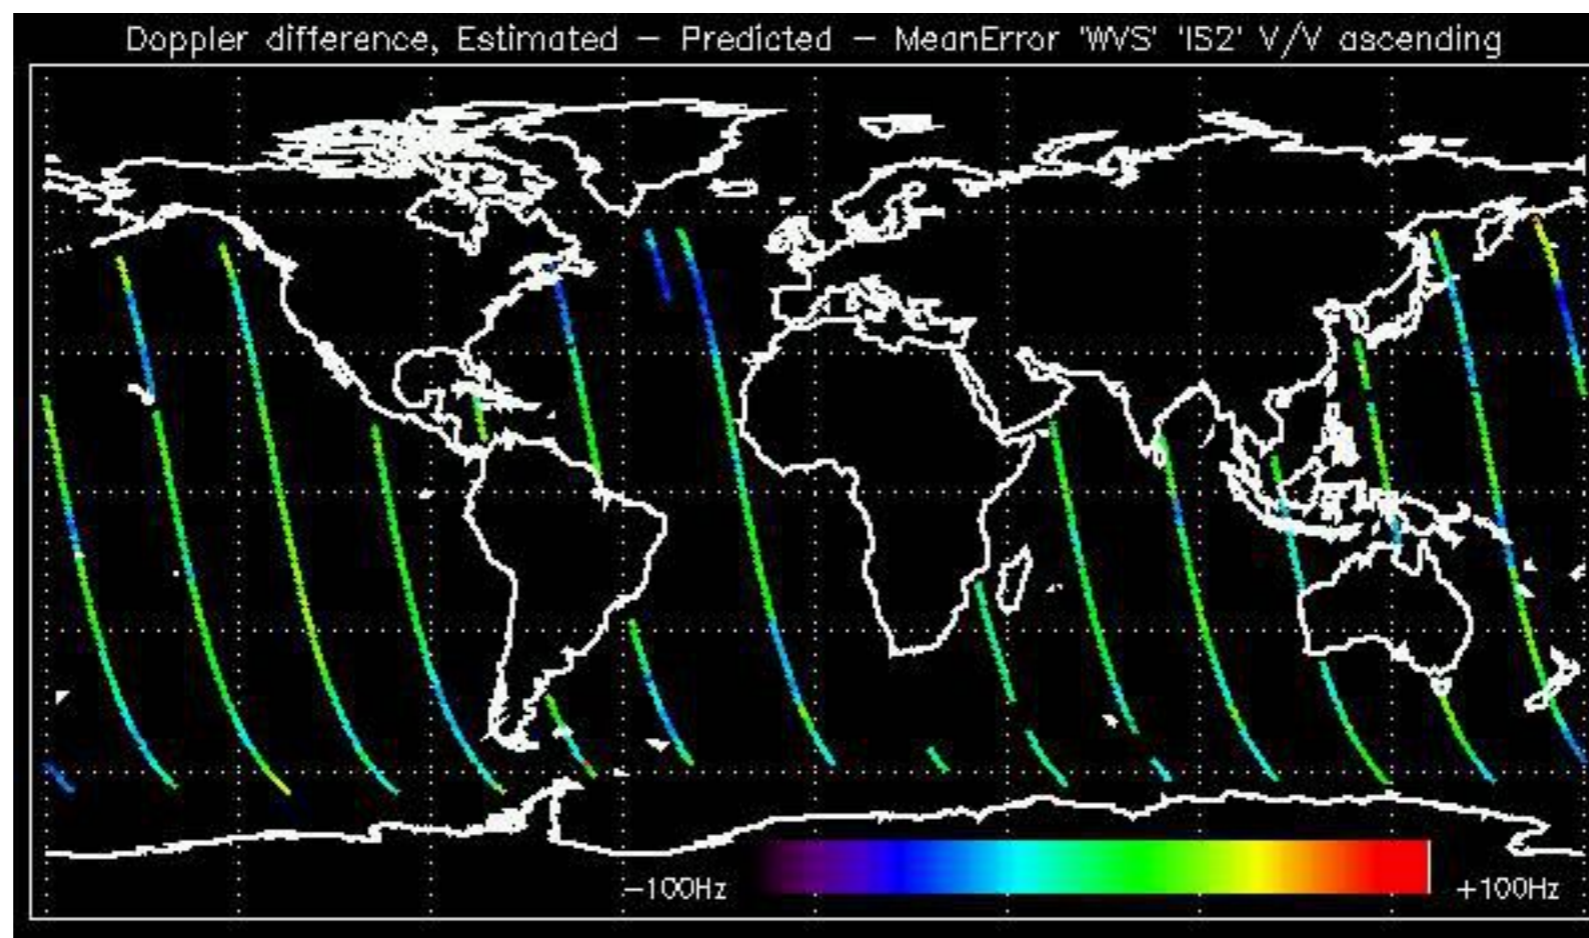 Doppler difference, Estimated – Predicted – MeanError 'WVS' 'IS2' V/V ascending
−100Hz
+100Hz